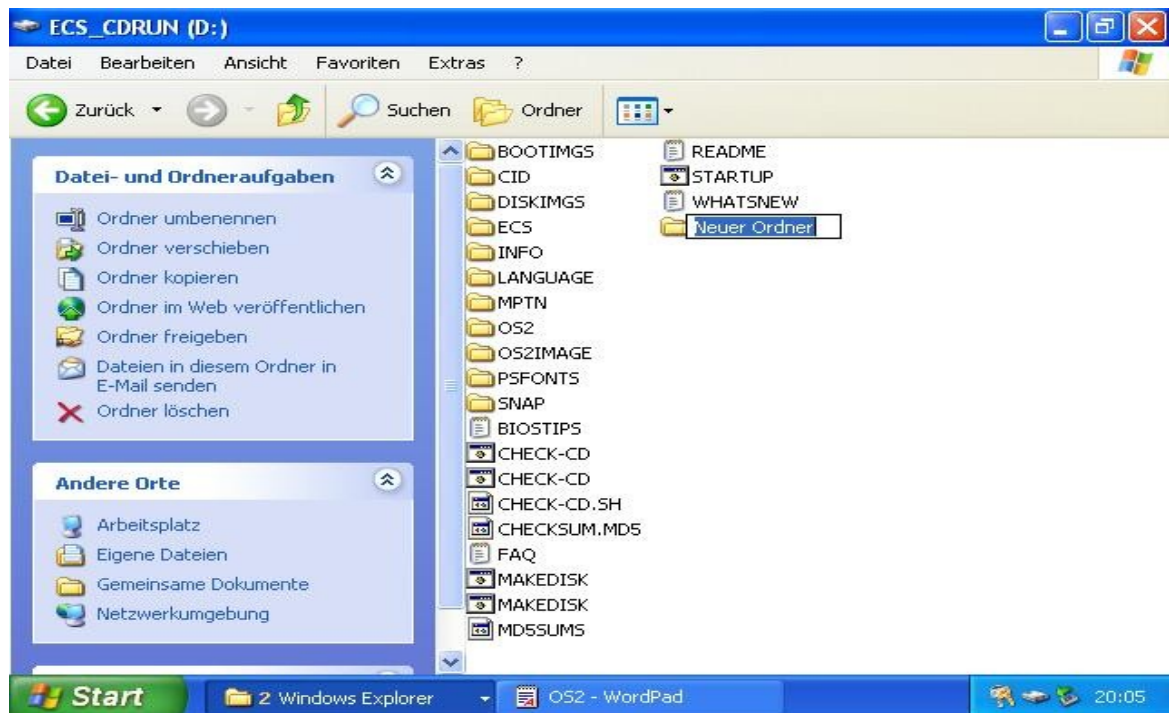 ECS_CDRUN (D:)
Datei Bearbeiten Ansicht Favoriten Extras ?
Zurück Suchen Ordner
Datei- und Ordneraufgaben
Ordner umbenennen
Ordner verschieben
Ordner kopieren
Ordner im Web veröffentlichen
Ordner freigeben
Dateien in diesem Ordner in
E-Mail senden
Ordner löschen
Andere Orte
Arbeitsplatz
Eigene Dateien
Gemeinsame Dokumente
Netzwerkumgebung
BOOTIMGS
CID
DISKIMGS
ECS
INFO
LANGUAGE
MPTN
OS2
OS2IMAGE
PSFONTS
SNAP
BIOSTIPS
CHECK-CD
CHECK-CD
CHECK-CD.SH
CHECKSUM.MD5
FAQ
MAKEDISK
MAKEDISK
MD5SUMS
README
STARTUP
WHATSNEW
Neuer Ordner
Start 2 Windows Explorer OS2 - WordPad 20:05